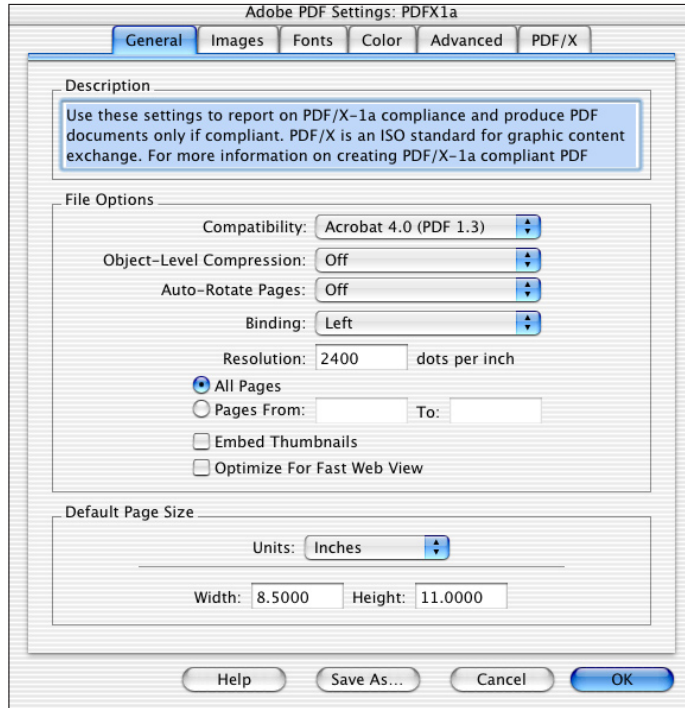 Adobe PDF Settings: PDFX1a
General Images Fonts Color Advanced PDF/X
Description
Use these settings to report on PDF/X-1a compliance and produce PDF
documents only if compliant. PDF/X is an ISO standard for graphic content
exchange. For more information on creating PDF/X-1a compliant PDF
File Options
Compatibility: Acrobat 4.0 (PDF 1.3)
Object-Level Compression: Off
Auto-Rotate Pages: Off
Binding: Left
Resolution: 2400 dots per inch
All Pages
Pages From: To:
Embed Thumbnails
Optimize For Fast Web View
Default Page Size
Units: Inches
Width: 8.5000 Height: 11.0000
Help Save As... Cancel OK